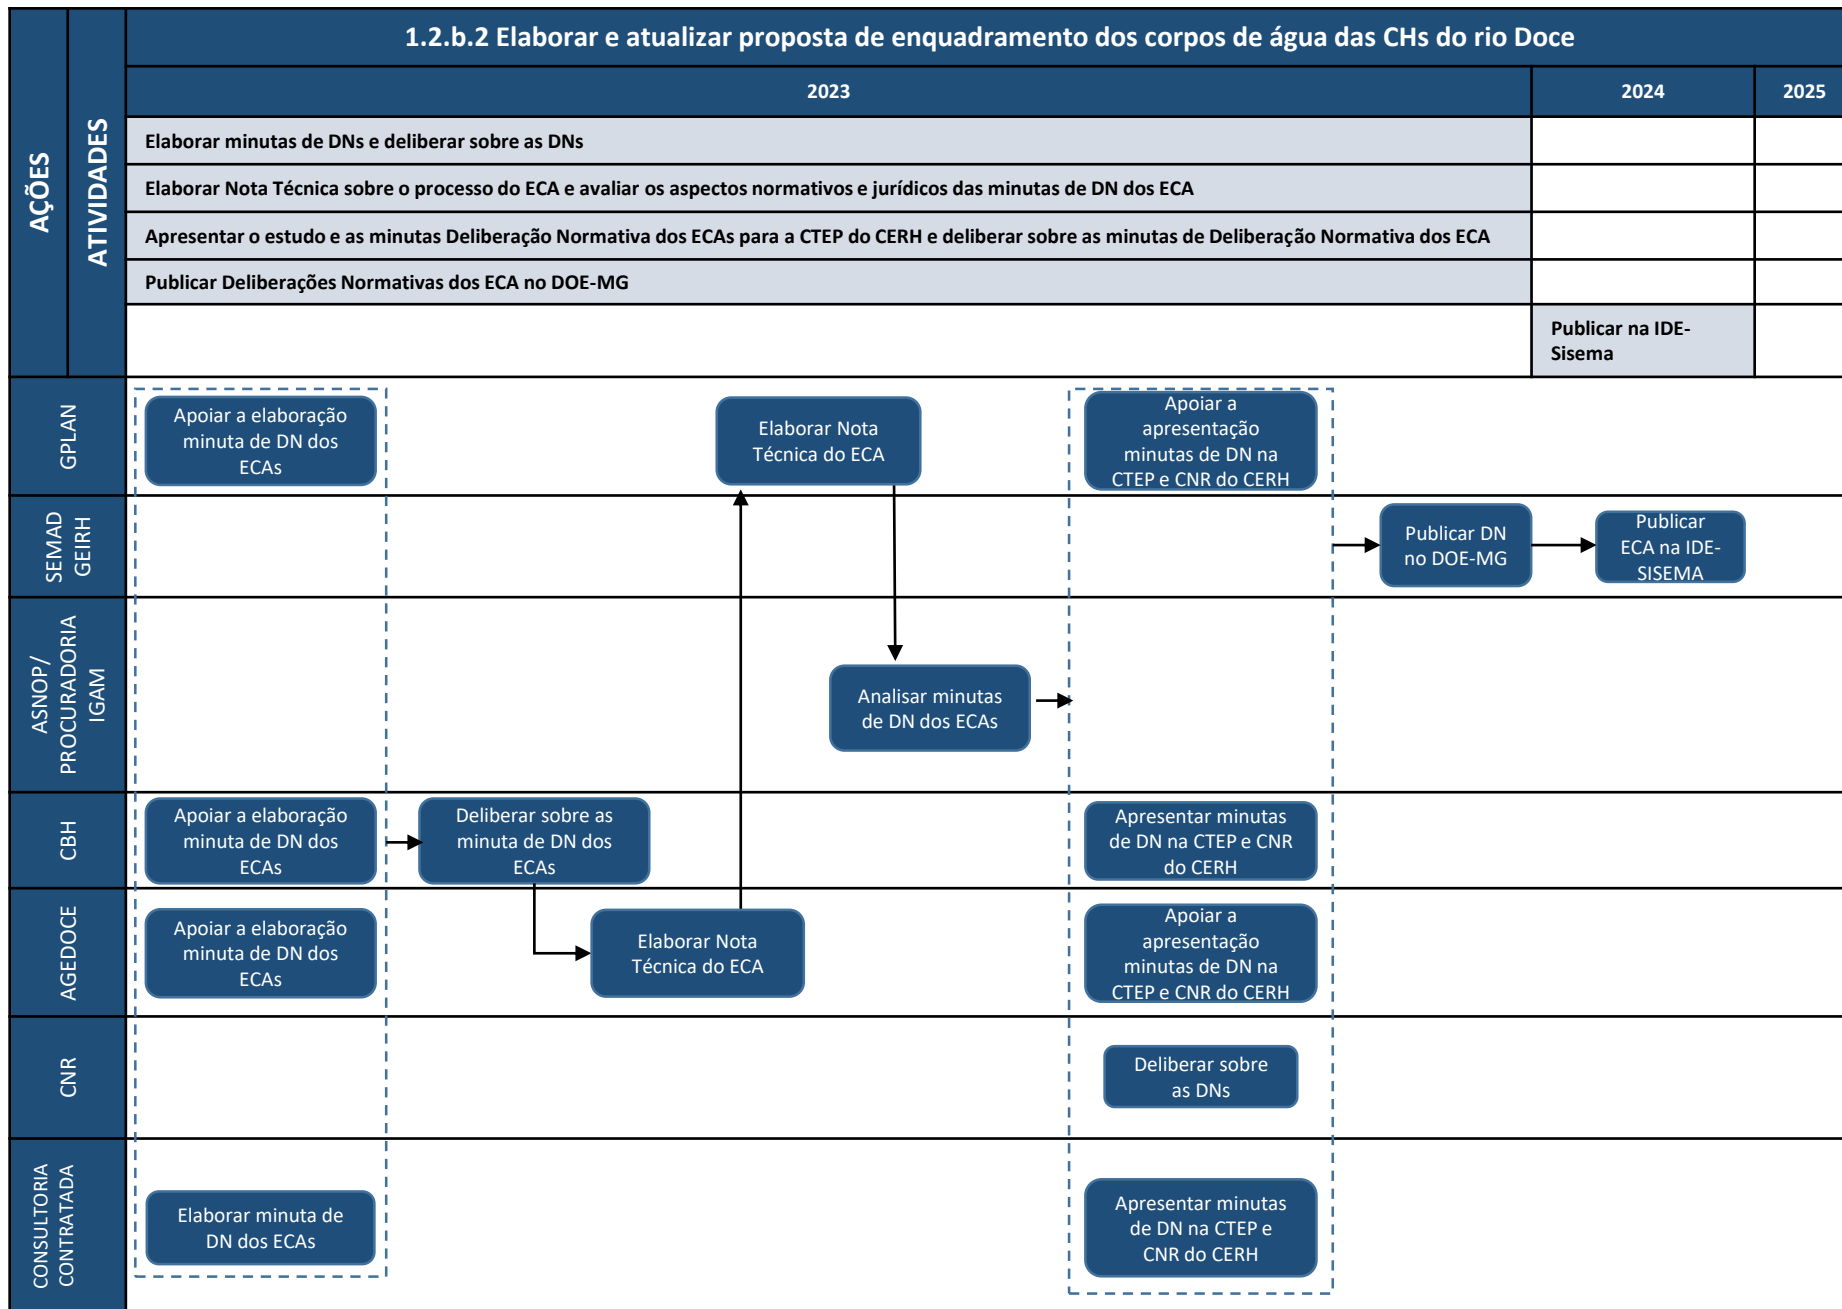 1.2.b.2 Elaborar e atualizar proposta de enquadramento dos corpos de água das CHs do rio Doce
AÇÕES
ATIVIDADES
2023
2024
2025
Elaborar minutas de DNs e deliberar sobre as DNs
Elaborar Nota Técnica sobre o processo do ECA e avaliar os aspectos normativos e jurídicos das minutas de DN dos ECA
Apresentar o estudo e as minutas Deliberação Normativa dos ECAs para a CTEP do CERH e deliberar sobre as minutas de Deliberação Normativa dos ECA
Publicar Deliberações Normativas dos ECA no DOE-MG
Publicar na IDE-
Sisema
GPLAN
Apoiar a elaboração
minuta de DN dos
ECAs
Elaborar Nota
Técnica do ECA
Apoiar a
apresentação
minutas de DN na
CTEP e CNR do CERH
SEMAD
GEIRH
Publicar DN
no DOE-MG
Publicar
ECA na IDE-
SISEMA
ASNOP/
PROCURADORIA
IGAM
Analisar minutas
de DN dos ECAs
CBH
Apoiar a elaboração
minuta de DN dos
ECAs
Deliberar sobre as
minuta de DN dos
ECAs
Apresentar minutas
de DN na CTEP e CNR
do CERH
AGEDOCE
Apoiar a elaboração
minuta de DN dos
ECAs
Elaborar Nota
Técnica do ECA
Apoiar a
apresentação
minutas de DN na
CTEP e CNR do CERH
CNR
Deliberar sobre
as DNs
CONSULTORIA
CONTRATADA
Elaborar minuta de
DN dos ECAs
Apresentar minutas
de DN na CTEP e
CNR do CERH